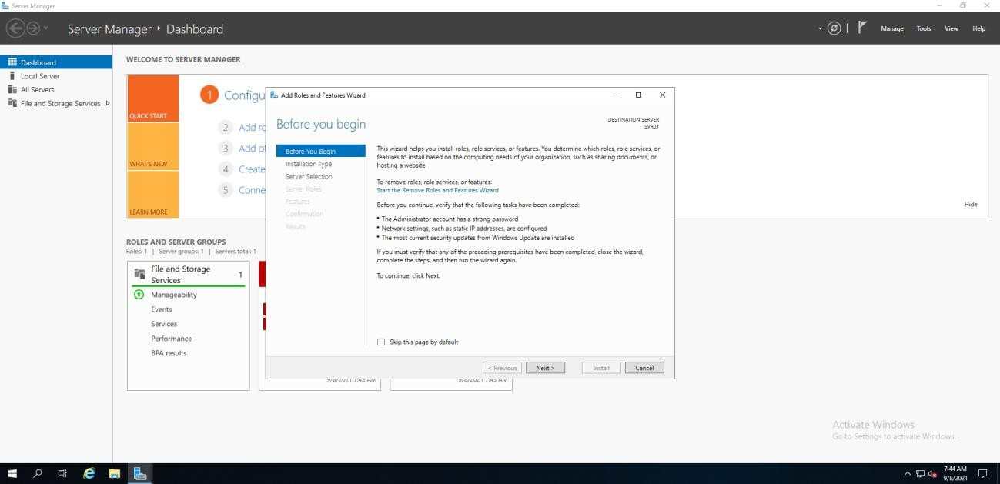 Server Manager
Server Manager • Dashboard
Manage Tools View Help
Dashboard
Local Server
All Servers
File and Storage Services
WELCOME TO SERVER MANAGER
QUICK START
WHAT'S NEW
LEARN MORE
1
2
3
4
5
Hide
ROLES AND SERVER GROUPS
Roles: 1 | Server groups: 1 | Servers total: 1
File and Storage Services 1
Manageability
Events
Services
Performance
BPA results
9/8/2021 7:43 AM
9/8/2021 7:43 AM
Add Roles and Features Wizard
Before you begin
DESTINATION SERVER
SVR01
Before You Begin
Installation Type
Server Selection
Server Roles
Features
Confirmation
Results
This wizard helps you install roles, role services, or features. You determine which roles, role services, or
features to install based on the computing needs of your organization, such as sharing documents, or
hosting a website.
To remove roles, role services, or features:
Start the Remove Roles and Features Wizard
Before you continue, verify that the following tasks have been completed:
• The Administrator account has a strong password
• Network settings, such as static IP addresses, are configured
• The most current security updates from Windows Update are installed
If you must verify that any of the preceding prerequisites have been completed, close the wizard,
complete the steps, and then run the wizard again.
To continue, click Next.
Skip this page by default
< Previous Next > Install Cancel
Activate Windows
Go to Settings to activate Windows.
7:44 AM
9/8/2021